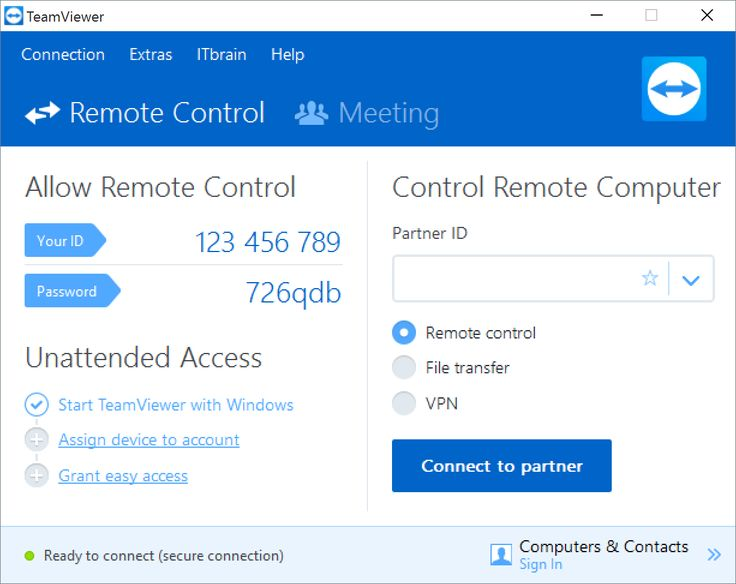 TeamViewer
Connection Extras ITbrain Help
Remote Control Meeting
Allow Remote Control
Your ID 123 456 789
Password 726qdb
Unattended Access
Start TeamViewer with Windows
Assign device to account
Grant easy access
Control Remote Computer
Partner ID
Remote control
File transfer
VPN
Connect to partner
Ready to connect (secure connection)
Computers & Contacts
Sign In